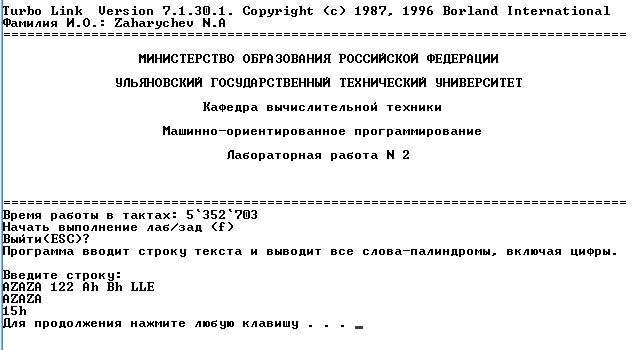 Turbo Link  Version 7.1.30.1. Copyright (c) 1987, 1996 Borland International
Фамилия И.О.: Zaharychev N.A
МИНИСТЕРСТВО ОБРАЗОВАНИЯ РОССИЙСКОЙ ФЕДЕРАЦИИ
УЛЬЯНОВСКИЙ ГОСУДАРСТВЕННЫЙ ТЕХНИЧЕСКИЙ УНИВЕРСИТЕТ
Кафедра вычислительной техники
Машинно-ориентированное программирование
Лабораторная работа N 2
Время работы в тактах: 5`352`703
Начать выполнение лаб/зад (f)
Выйти(ESC)?
Программа вводит строку текста и выводит все слова-палиндромы, включая цифры.
Введите строку:
AZAZA 122 Ah Bh LLE
AZAZA
15h
Для продолжения нажмите любую клавишу . . . _